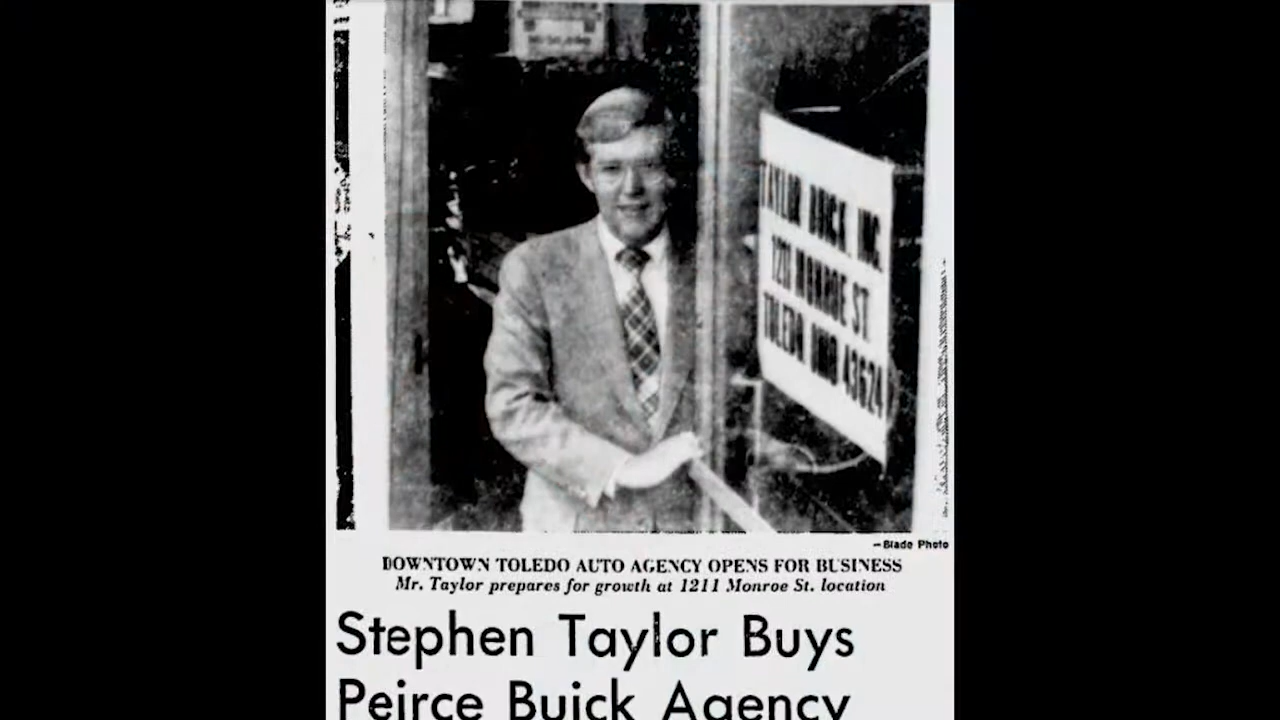 TAYLOR BUICK INC.
1211 MONROE ST.
TOLEDO OHIO 43624
—Blade Photo
DOWNTOWN TOLEDO AUTO AGENCY OPENS FOR BUSINESS
Mr. Taylor prepares for growth at 1211 Monroe St. location
Stephen Taylor Buys
Peirce Buick Agency